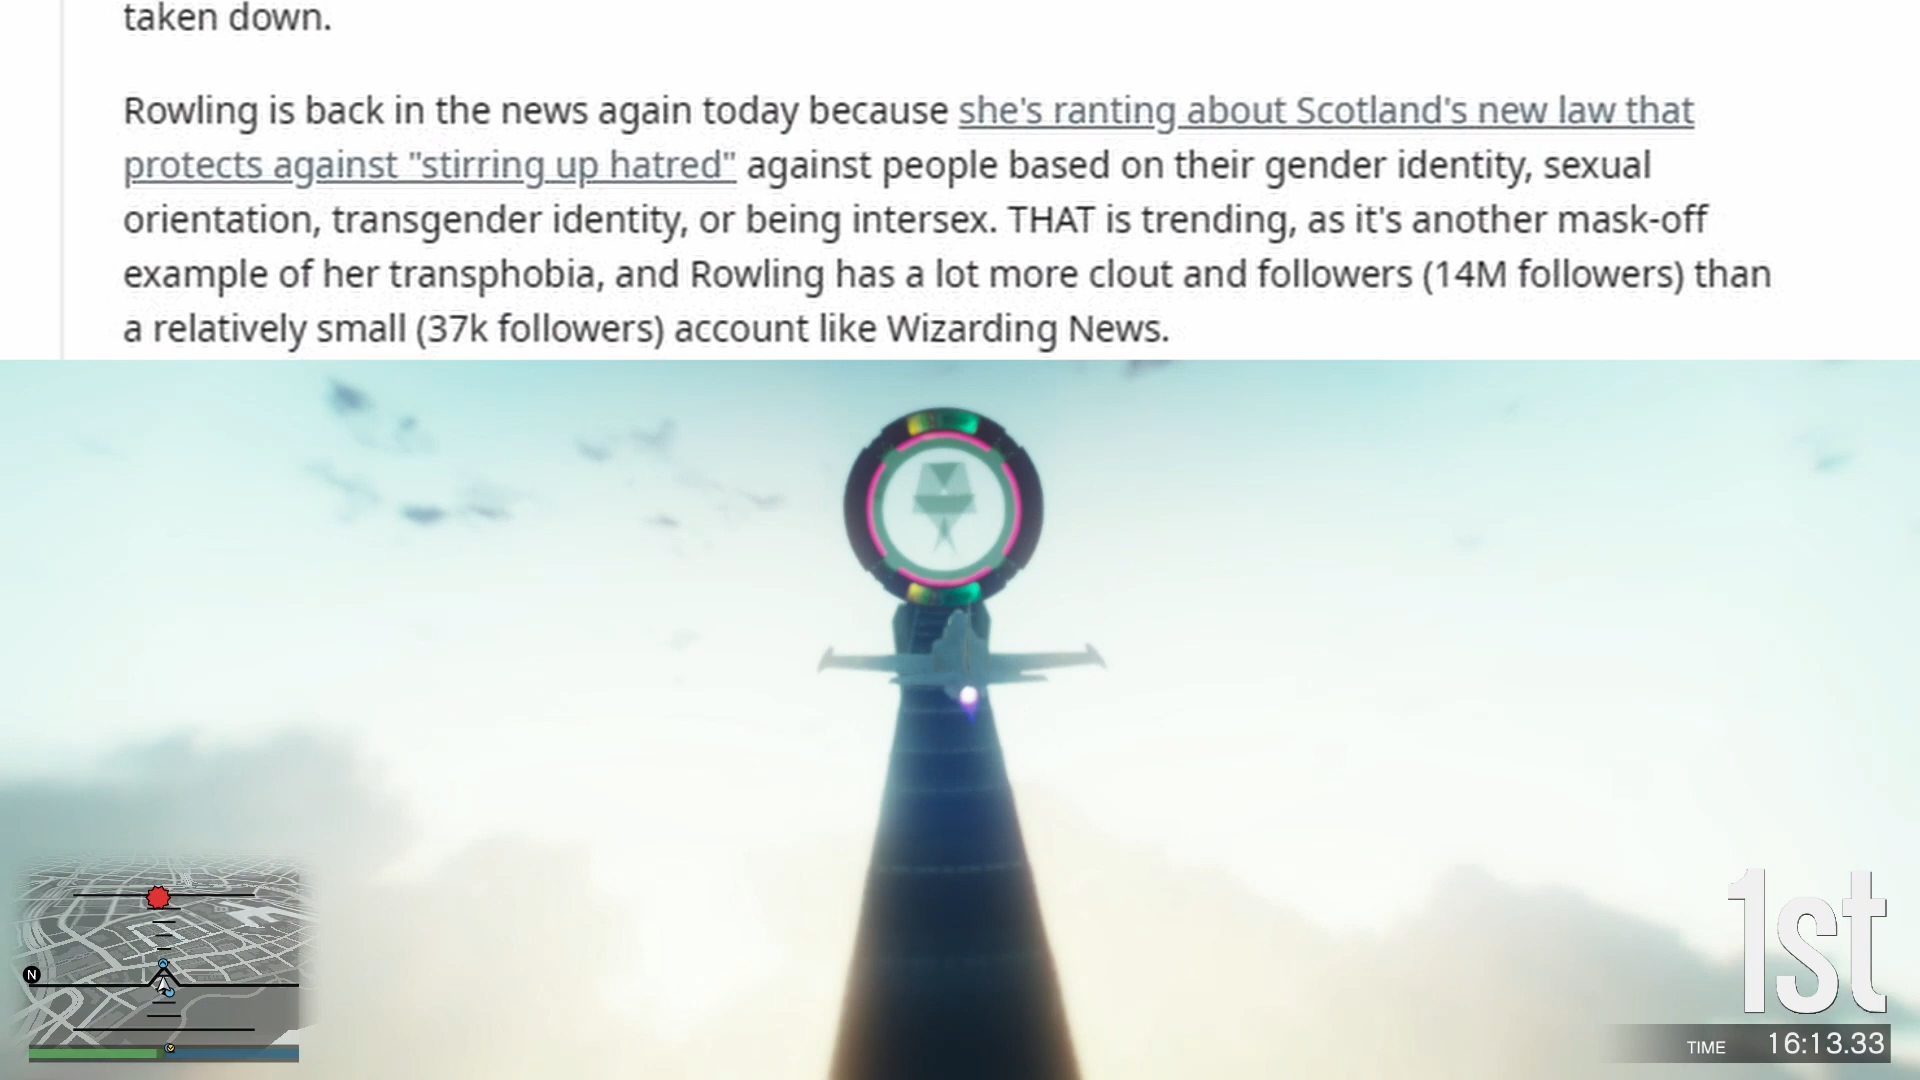 taken down.
Rowling is back in the news again today because she's ranting about Scotland's new law that
protects against "stirring up hatred" against people based on their gender identity, sexual
orientation, transgender identity, or being intersex. THAT is trending, as it's another mask-off
example of her transphobia, and Rowling has a lot more clout and followers (14M followers) than
a relatively small (37k followers) account like Wizarding News.
N
1st
TIME 16:13.33